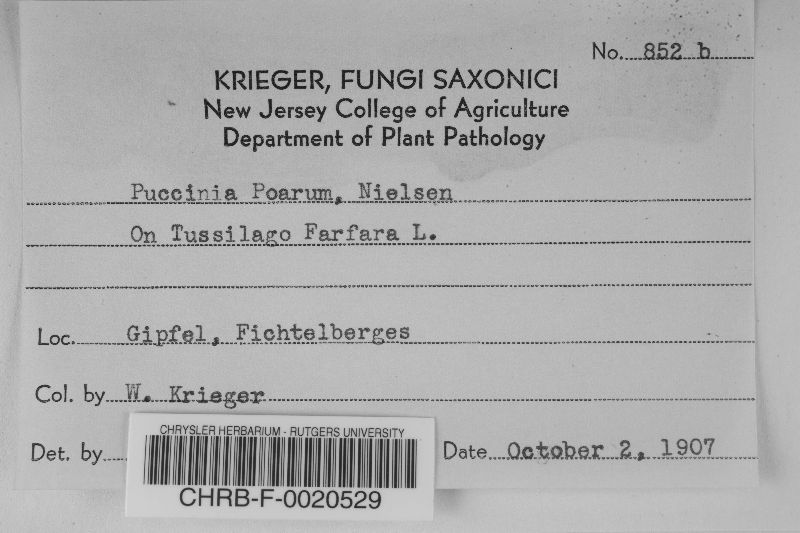 No. 852 b
KRIEGER, FUNGI SAXONICI
New Jersey College of Agriculture
Department of Plant Pathology
Puccinia Poarum, Nielsen
On Tussilago Farfara L.
Loc. Gipfel, Fichtelberges
Col. by W. Krieger
Det. by
Date October 2, 1907
CHRYSLER HERBARIUM - RUTGERS UNIVERSITY
CHRB-F-0020529